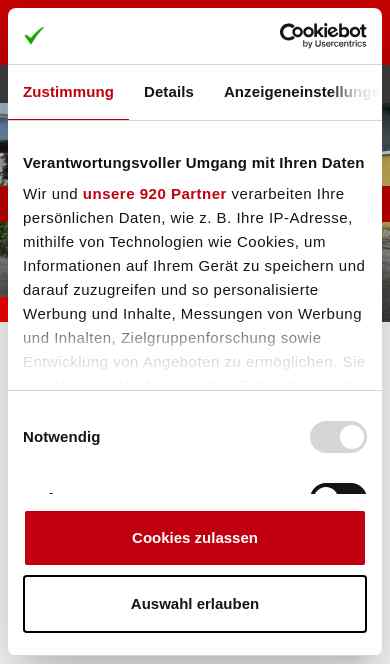 Cookiebot
by Usercentrics
Zustimmung Details Anzeigeneinstellunge
Verantwortungsvoller Umgang mit Ihren Daten
Wir und unsere 920 Partner verarbeiten Ihre
persönlichen Daten, wie z. B. Ihre IP-Adresse,
mithilfe von Technologien wie Cookies, um
Informationen auf Ihrem Gerät zu speichern und
darauf zuzugreifen und so personalisierte
Werbung und Inhalte, Messungen von Werbung
und Inhalten, Zielgruppenforschung sowie
Entwicklung von Angeboten zu ermöglichen. Sie
Notwendig
Cookies zulassen
Auswahl erlauben